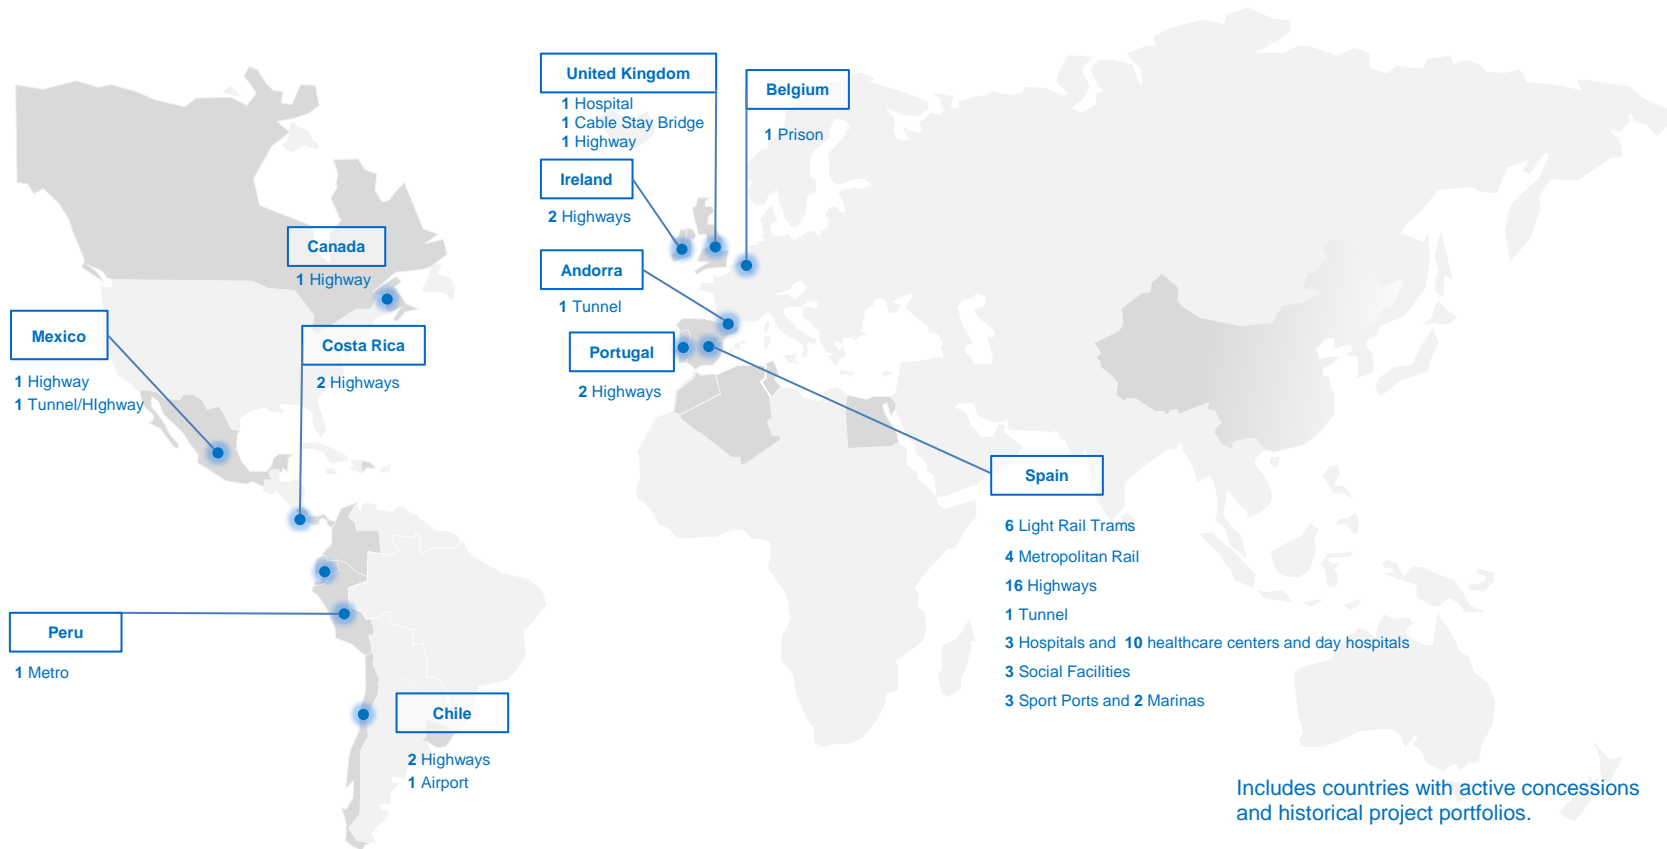 United Kingdom
1 Hospital
1 Cable Stay Bridge
1 Highway
Belgium
1 Prison
Ireland
2 Highways
Canada
1 Highway
Andorra
1 Tunnel
Mexico
1 Highway
1 Tunnel/HIghway
Costa Rica
2 Highways
Portugal
2 Highways
Spain
6 Light Rail Trams
4 Metropolitan Rail
16 Highways
1 Tunnel
3 Hospitals and 10 healthcare centers and day hospitals
3 Social Facilities
3 Sport Ports and 2 Marinas
Peru
1 Metro
Chile
2 Highways
1 Airport
Includes countries with active concessions
and historical project portfolios.